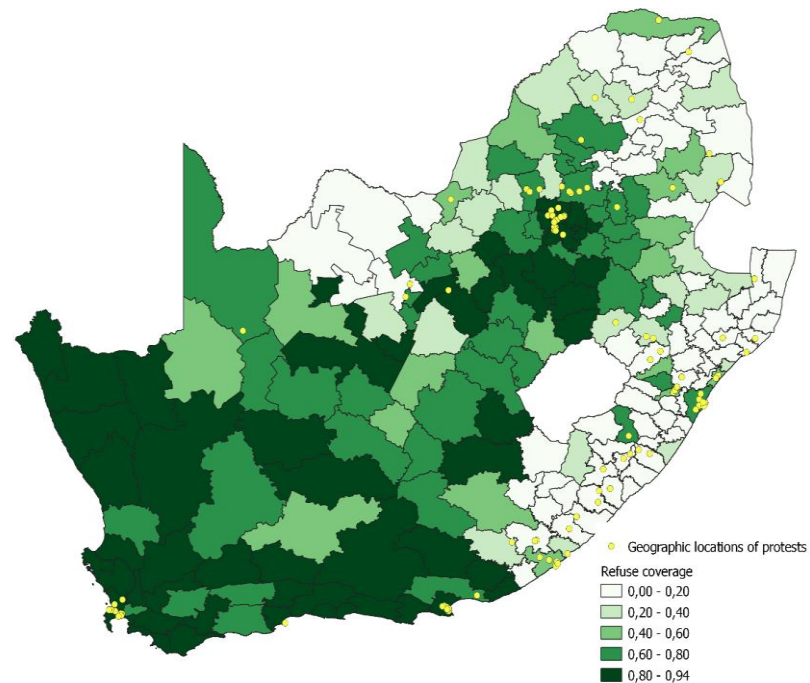 Geographic locations of protests
Refuse coverage
0,00 - 0,20
0,20 - 0,40
0,40 - 0,60
0,60 - 0,80
0,80 - 0,94